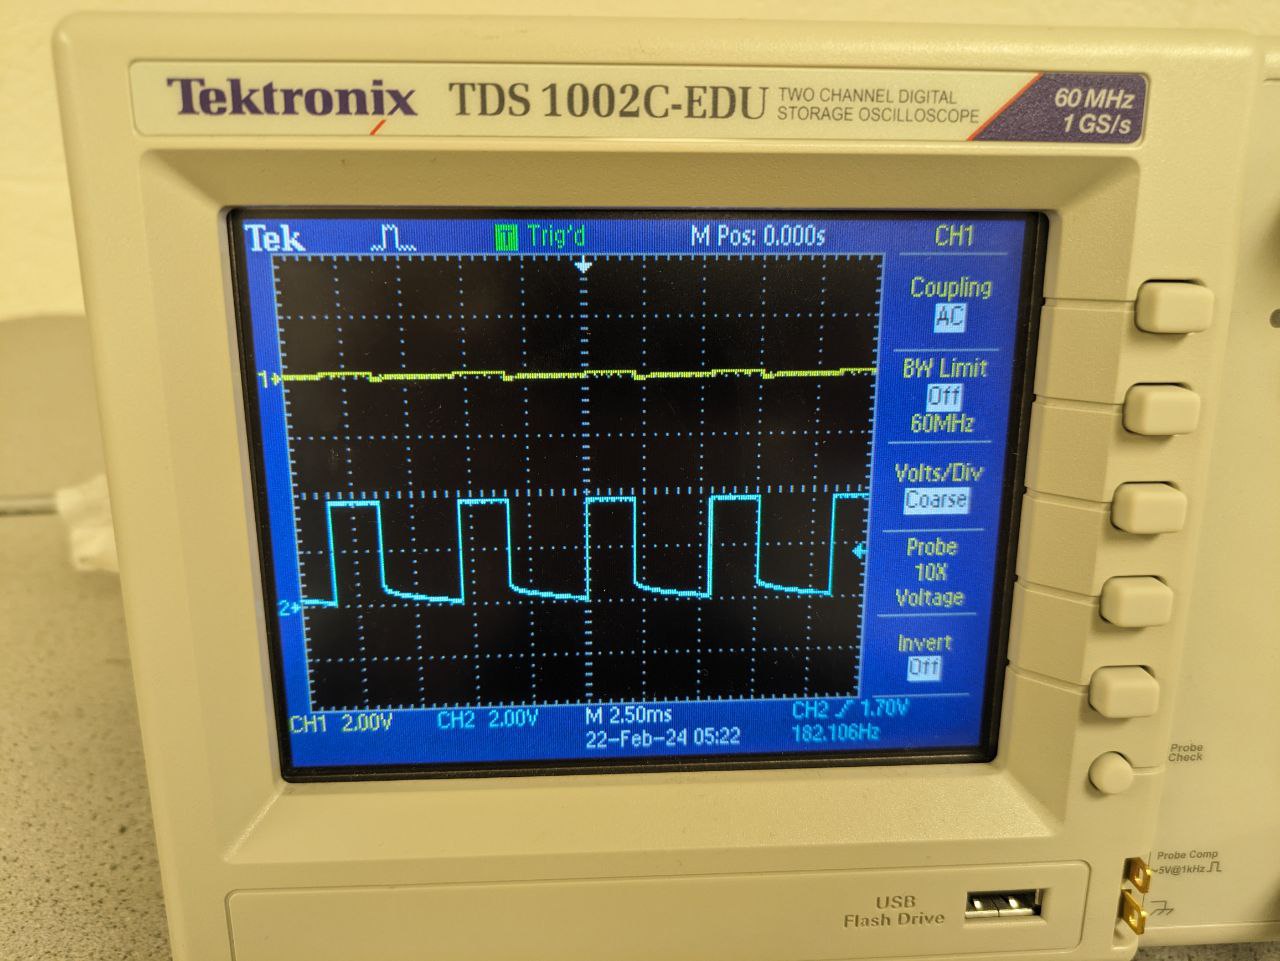 Tektronix TDS 1002C-EDU TWO CHANNEL DIGITAL STORAGE OSCILLOSCOPE
60 MHz
1 GS/s
Tek T Trig'd M Pos: 0.000s CH1
Coupling
AC
BW Limit
Off
60MHz
Volts/Div
Coarse
Probe
10X
Voltage
Invert
Off
1
2
CH1 2.00V CH2 2.00V M 2.50ms CH2 1.70V
22-Feb-24 05:22 182.106Hz
Probe
Check
Probe Comp
~5V@1kHz
USB
Flash Drive